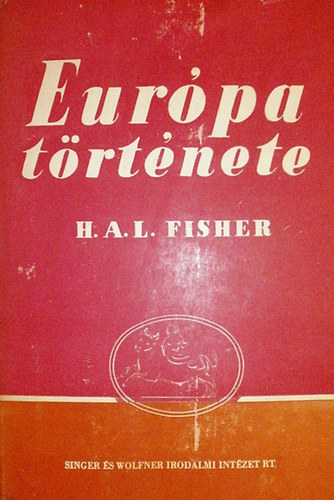 Európa
története
H. A. L. FISHER
SINGER ÉS WOLFNER IRODALMI INTÉZET RT.